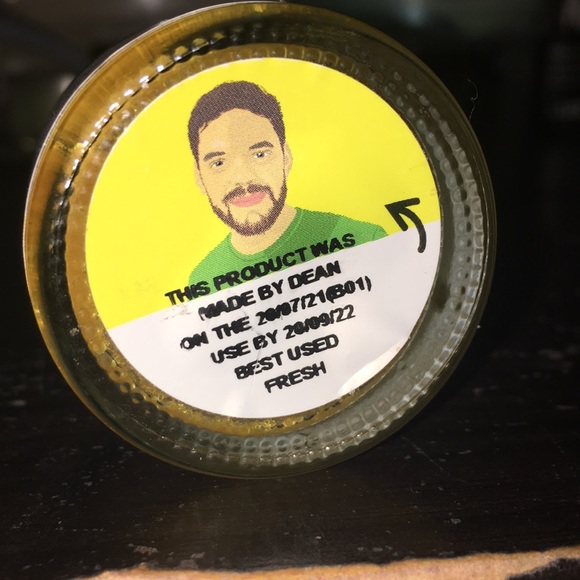 THIS PRODUCT WAS
MADE BY DEAN
ON THE 20/07/21(B01)
USE BY 20/09/22
BEST USED
FRESH